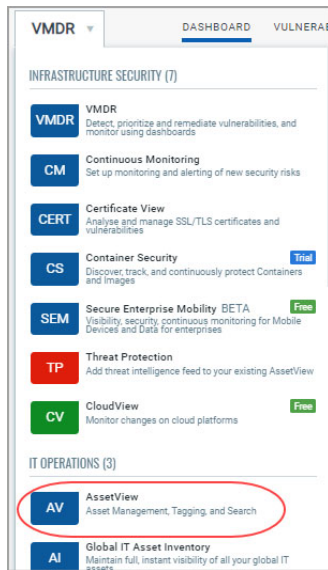 VMDR DASHBOARD
INFRASTRUCTURE SECURITY (7)
VMDR VMDR
Detect, prioritize and remediate vulnerabilities, and
monitor using dashboards
CM Continuous Monitoring
Set up monitoring and alerting of new security risks
CERT Certificate View
Analyse and manage SSL/TLS certificates and
vulnerabilities
CS Container Security Trial
Discover, track, and continuously protect Containers
and Images
SEM Secure Enterprise Mobility BETA Free
Visibility, security, continuous monitoring for Mobile
Devices and Data for enterprises
TP Threat Protection
Add threat intelligence feed to your existing AssetView
CV CloudView Free
Monitor changes on cloud platforms
IT OPERATIONS (3)
AV AssetView
Asset Management, Tagging, and Search
AI Global IT Asset Inventory
Maintain full, instant visibility of all your global IT
assets